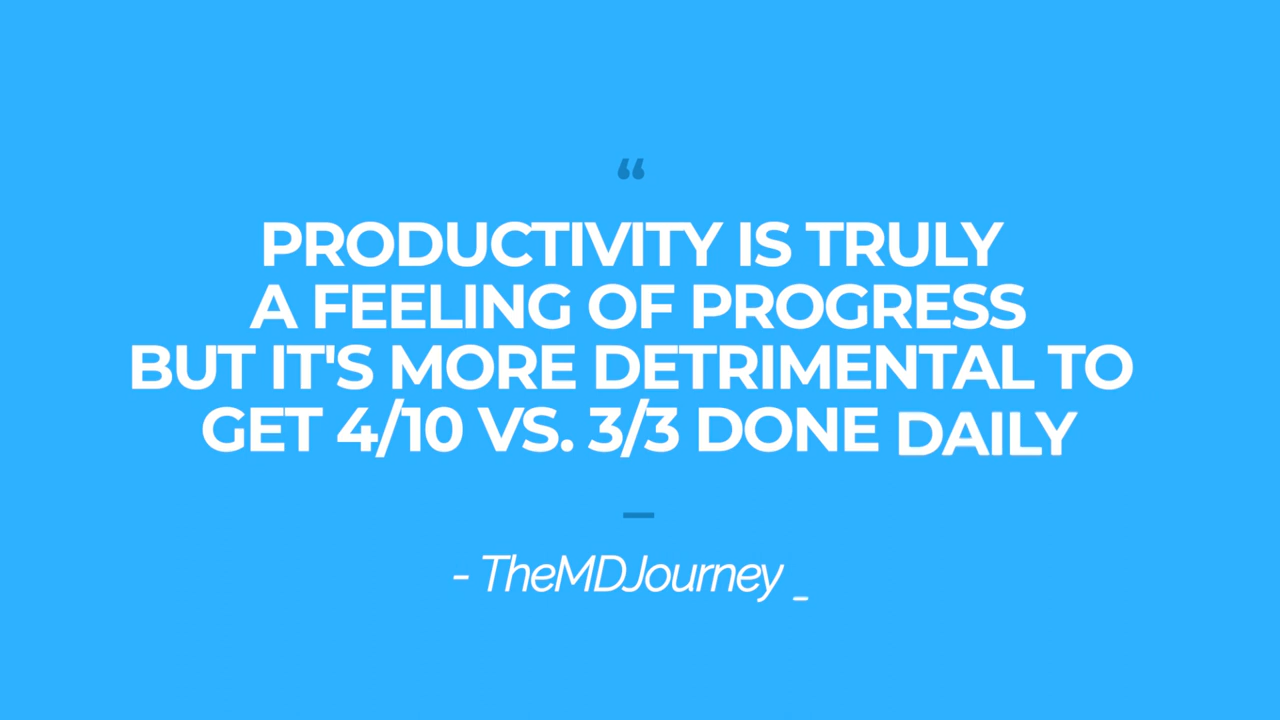 “
PRODUCTIVITY IS TRULY
A FEELING OF PROGRESS
BUT IT'S MORE DETRIMENTAL TO
GET 4/10 VS. 3/3 DONE DAILY
- TheMDJourney _